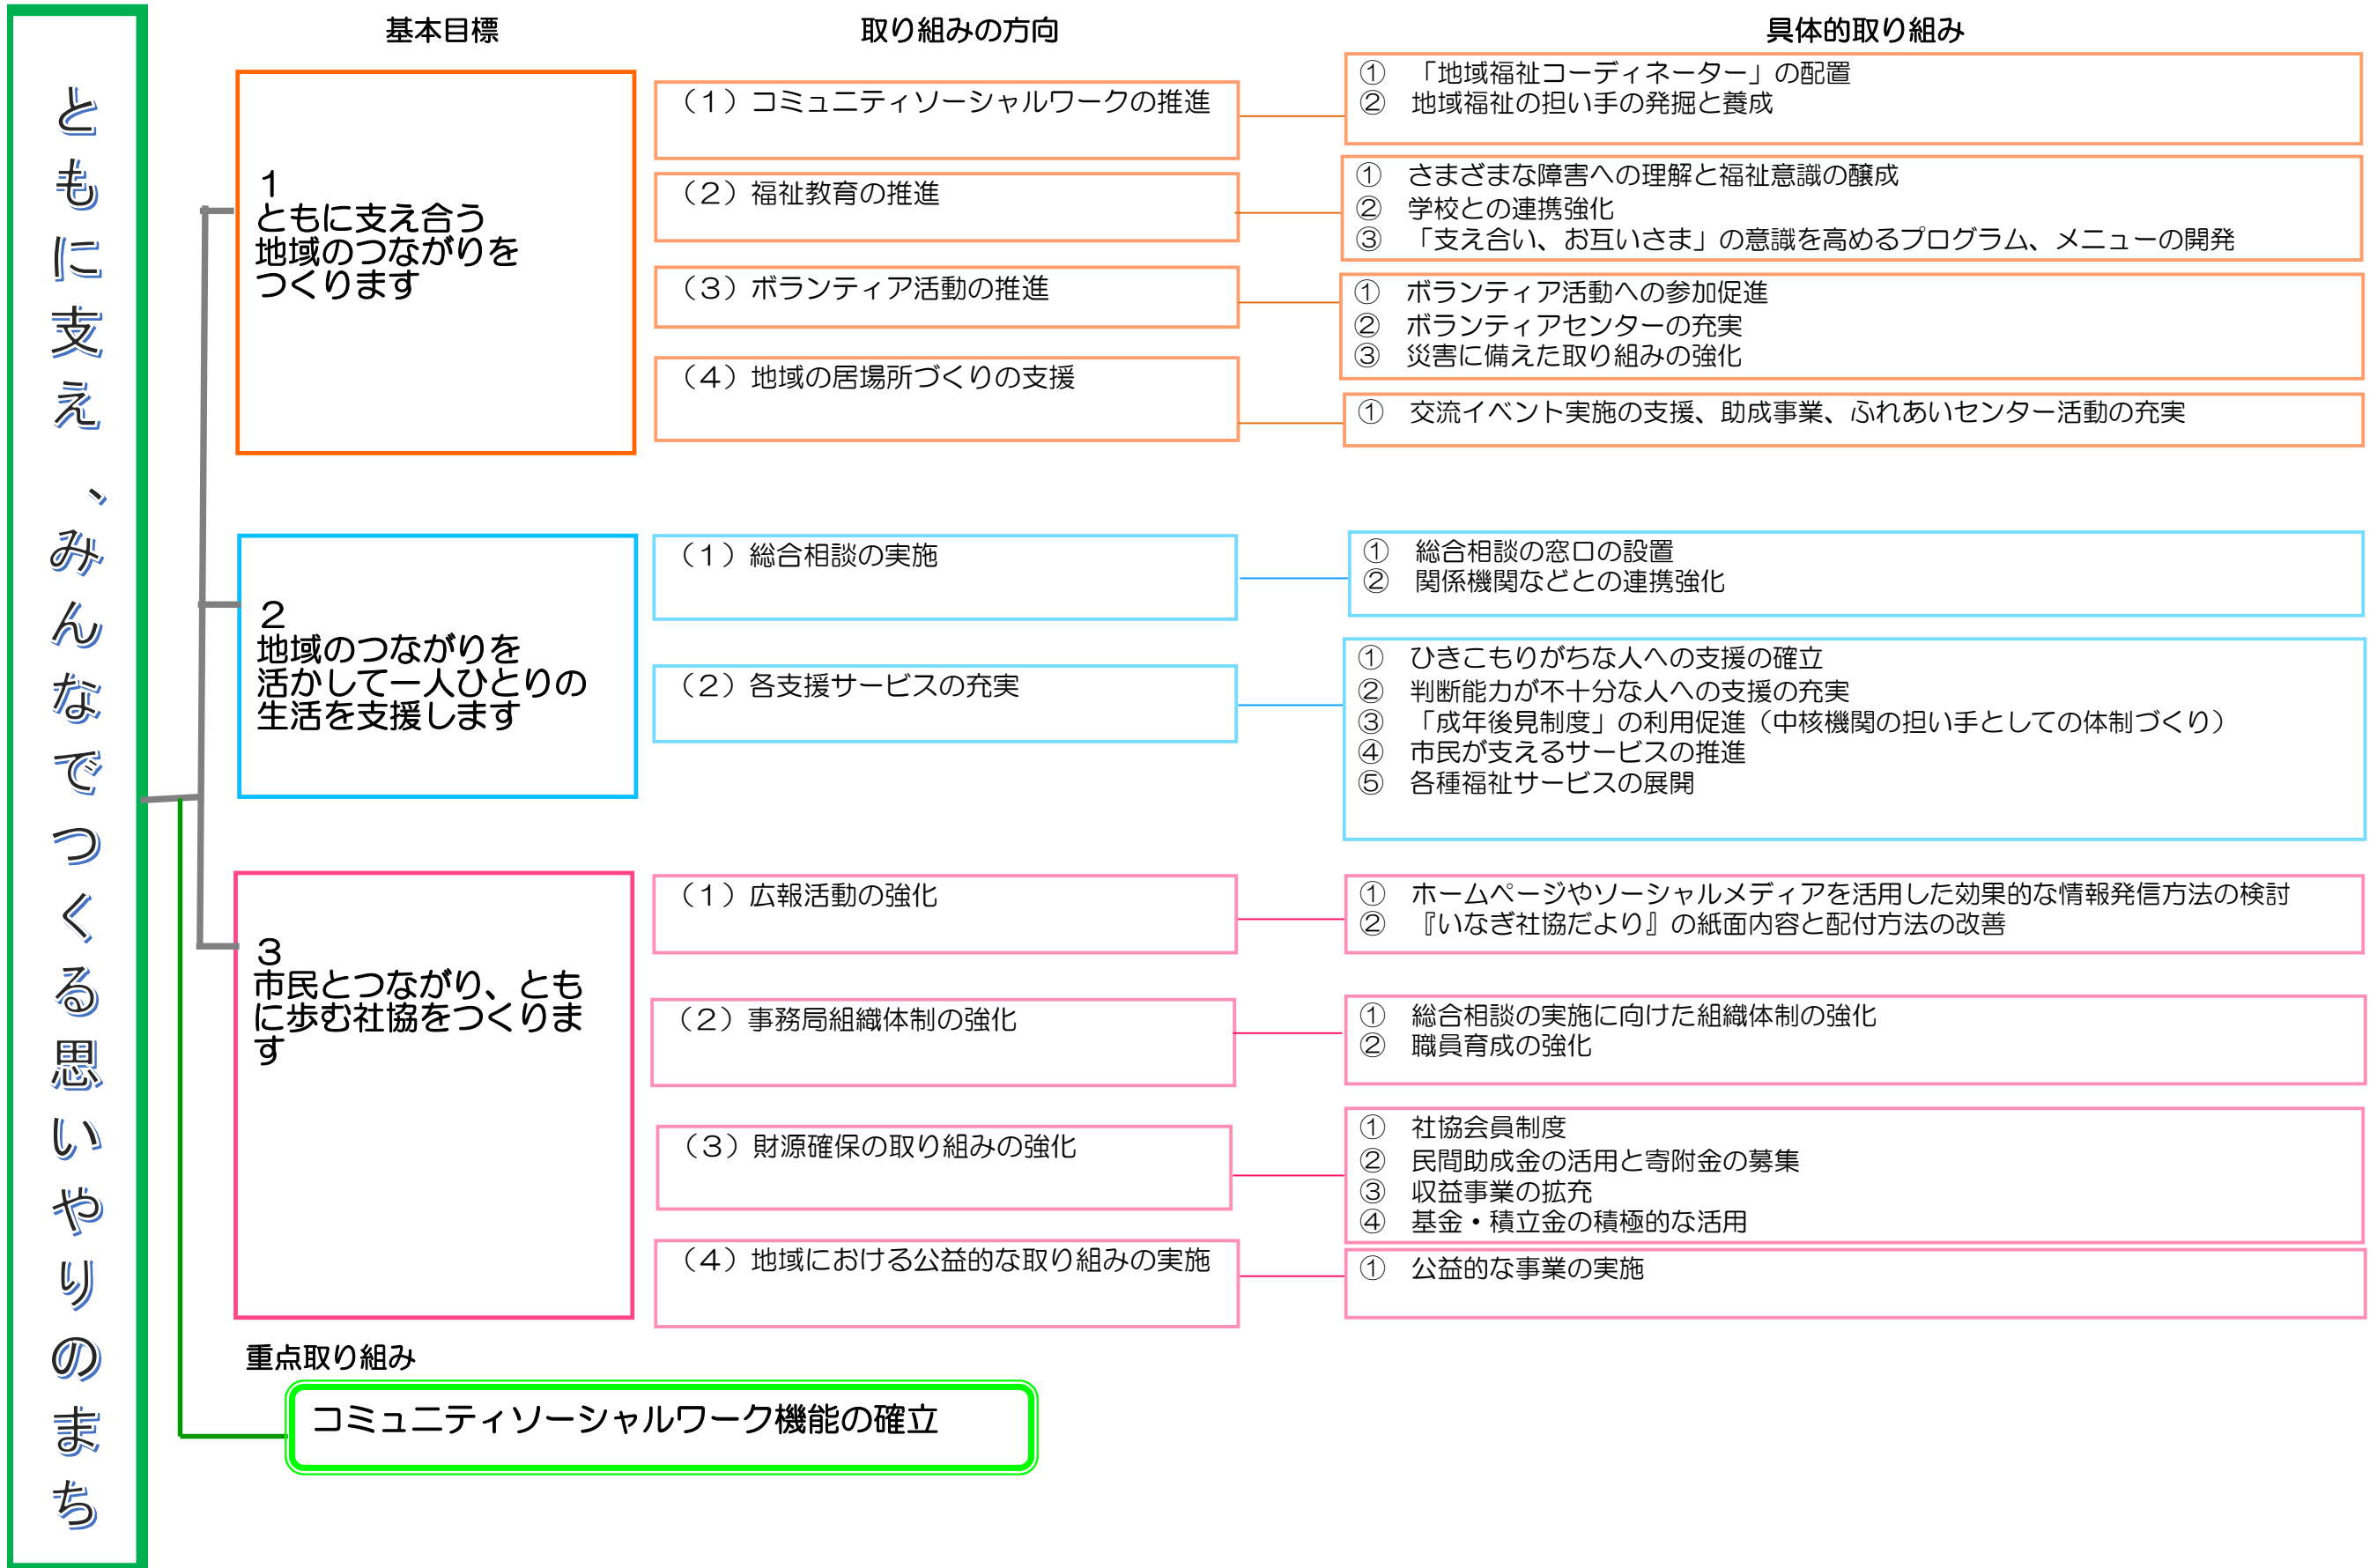 ともに支え、みんなでつくる思いやりのまち
基本目標
取り組みの方向
具体的取り組み
1
ともに支え合う
地域のつながりを
つくります
（１）コミュニティソーシャルワークの推進
①　「地域福祉コーディネーター」の配置
②　地域福祉の担い手の発掘と養成
（２）福祉教育の推進
①　さまざまな障害への理解と福祉意識の醸成
②　学校との連携強化
③　「支え合い、お互いさま」の意識を高めるプログラム、メニューの開発
（３）ボランティア活動の推進
①　ボランティア活動への参加促進
②　ボランティアセンターの充実
③　災害に備えた取り組みの強化
（４）地域の居場所づくりの支援
①　交流イベント実施の支援、助成事業、ふれあいセンター活動の充実
2
地域のつながりを
活かして一人ひとりの
生活を支援します
（１）総合相談の実施
①　総合相談の窓口の設置
②　関係機関などとの連携強化
（２）各支援サービスの充実
①　ひきこもりがちな人への支援の確立
②　判断能力が不十分な人への支援の充実
③　「成年後見制度」の利用促進（中核機関の担い手としての体制づくり）
④　市民が支えるサービスの推進
⑤　各種福祉サービスの展開
3
市民とつながり、とも
に歩む社協をつくりま
す
（１）広報活動の強化
①　ホームページやソーシャルメディアを活用した効果的な情報発信方法の検討
②　『いなぎ社協だより』の紙面内容と配付方法の改善
（２）事務局組織体制の強化
①　総合相談の実施に向けた組織体制の強化
②　職員育成の強化
（３）財源確保の取り組みの強化
①　社協会員制度
②　民間助成金の活用と寄附金の募集
③　収益事業の拡充
④　基金・積立金の積極的な活用
（４）地域における公益的な取り組みの実施
①　公益的な事業の実施
重点取り組み
コミュニティソーシャルワーク機能の確立